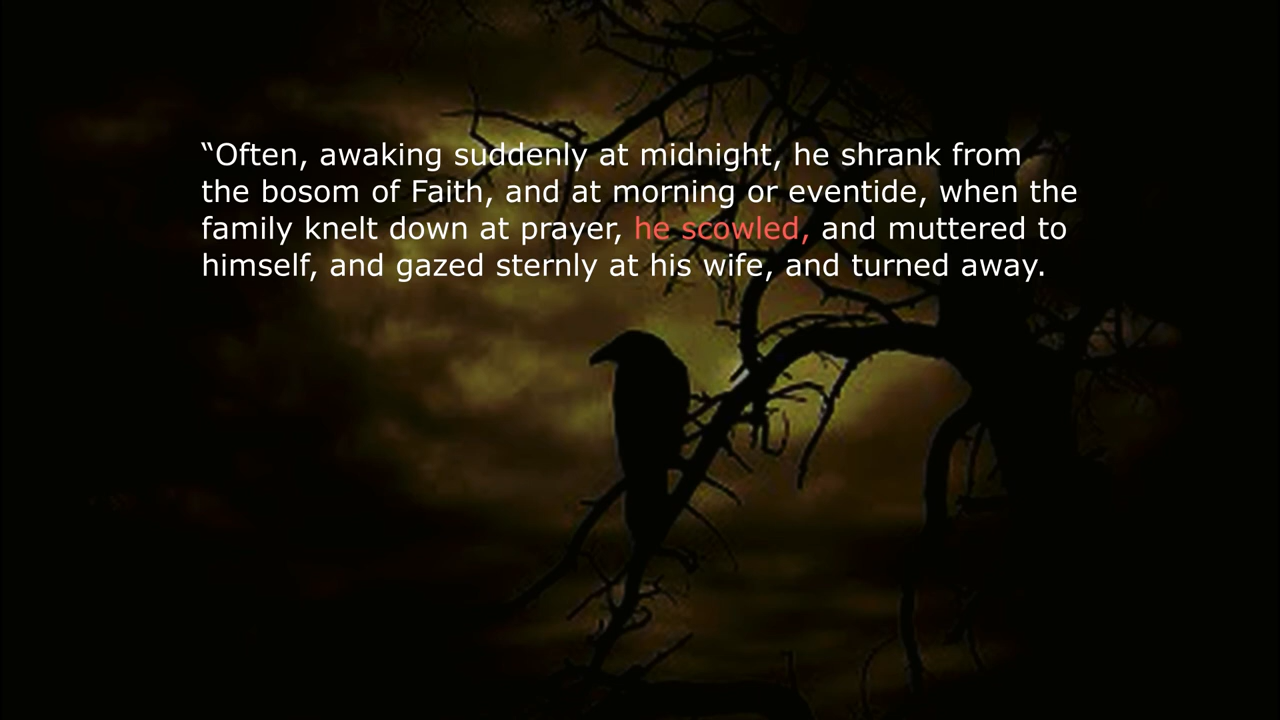 “Often, awaking suddenly at midnight, he shrank from
the bosom of Faith, and at morning or eventide, when the
family knelt down at prayer, he scowled, and muttered to
himself, and gazed sternly at his wife, and turned away.